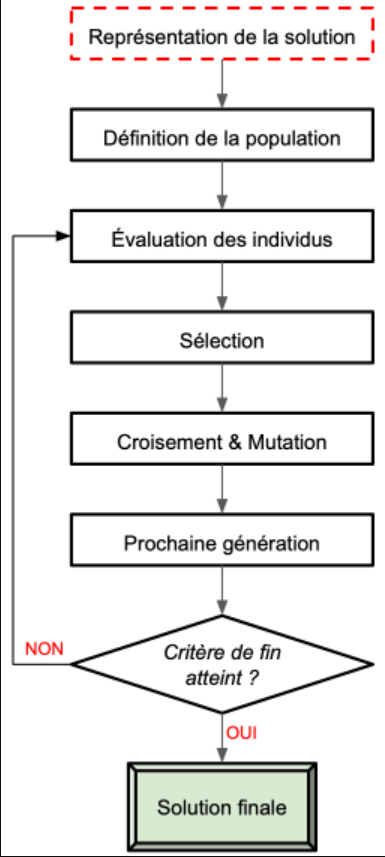 Représentation de la solution
Définition de la population
Évaluation des individus
Sélection
Croisement & Mutation
Prochaine génération
Critère de fin
atteint ?
NON
OUI
Solution finale